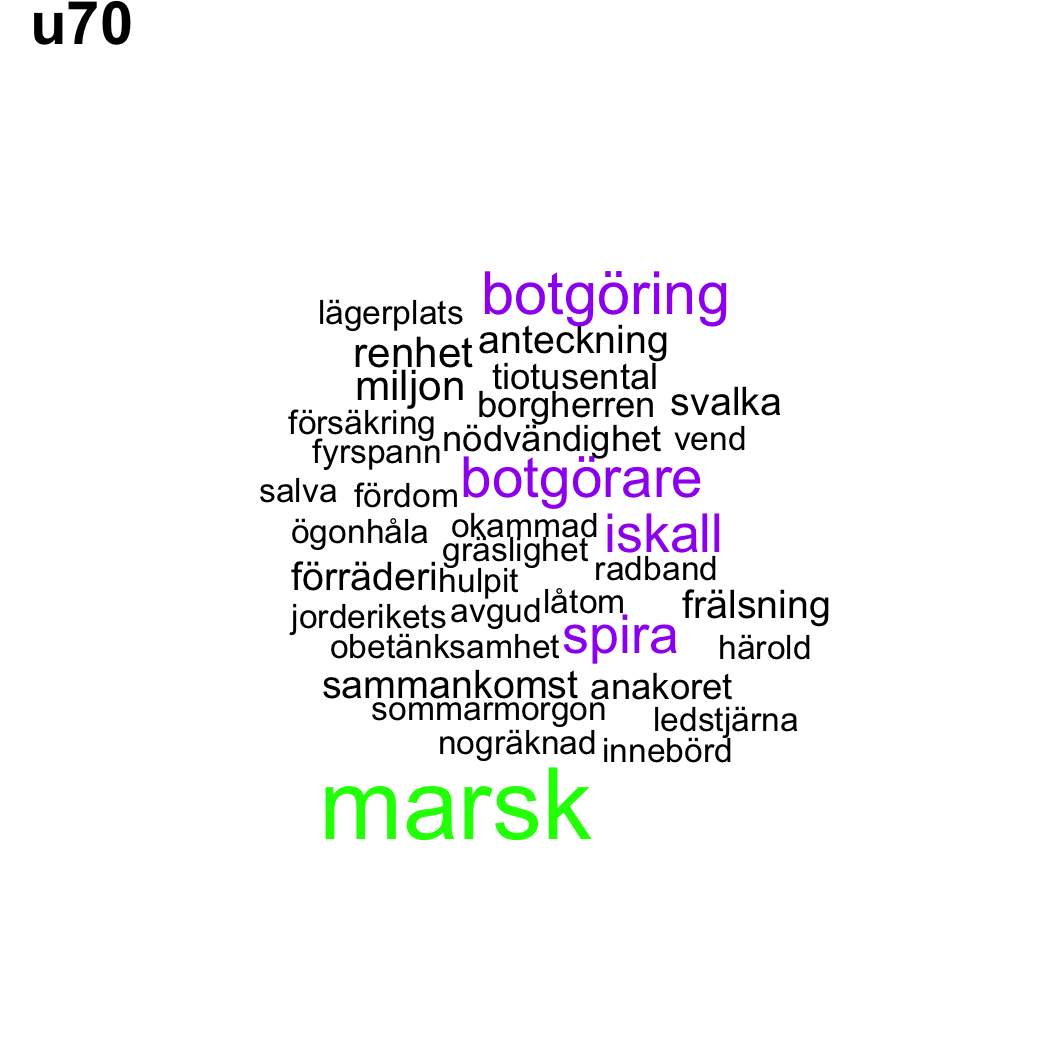 u70
botgöring
lägerplats
anteckning
renhet
tiotusental
miljon
borgherren
svalka
försäkring
nödvändighet
vend
fyrspann
botgörare
salva
fördom
okammad
iskall
ögonhåla
gräslighet
radband
förräderi
hulpit
låtom
frälsning
jorderikets
avgud
spira
obetänksamhet
härold
sammankomst
anakoret
sommarmorgon
ledstjärna
nogräknad
innebörd
marsk